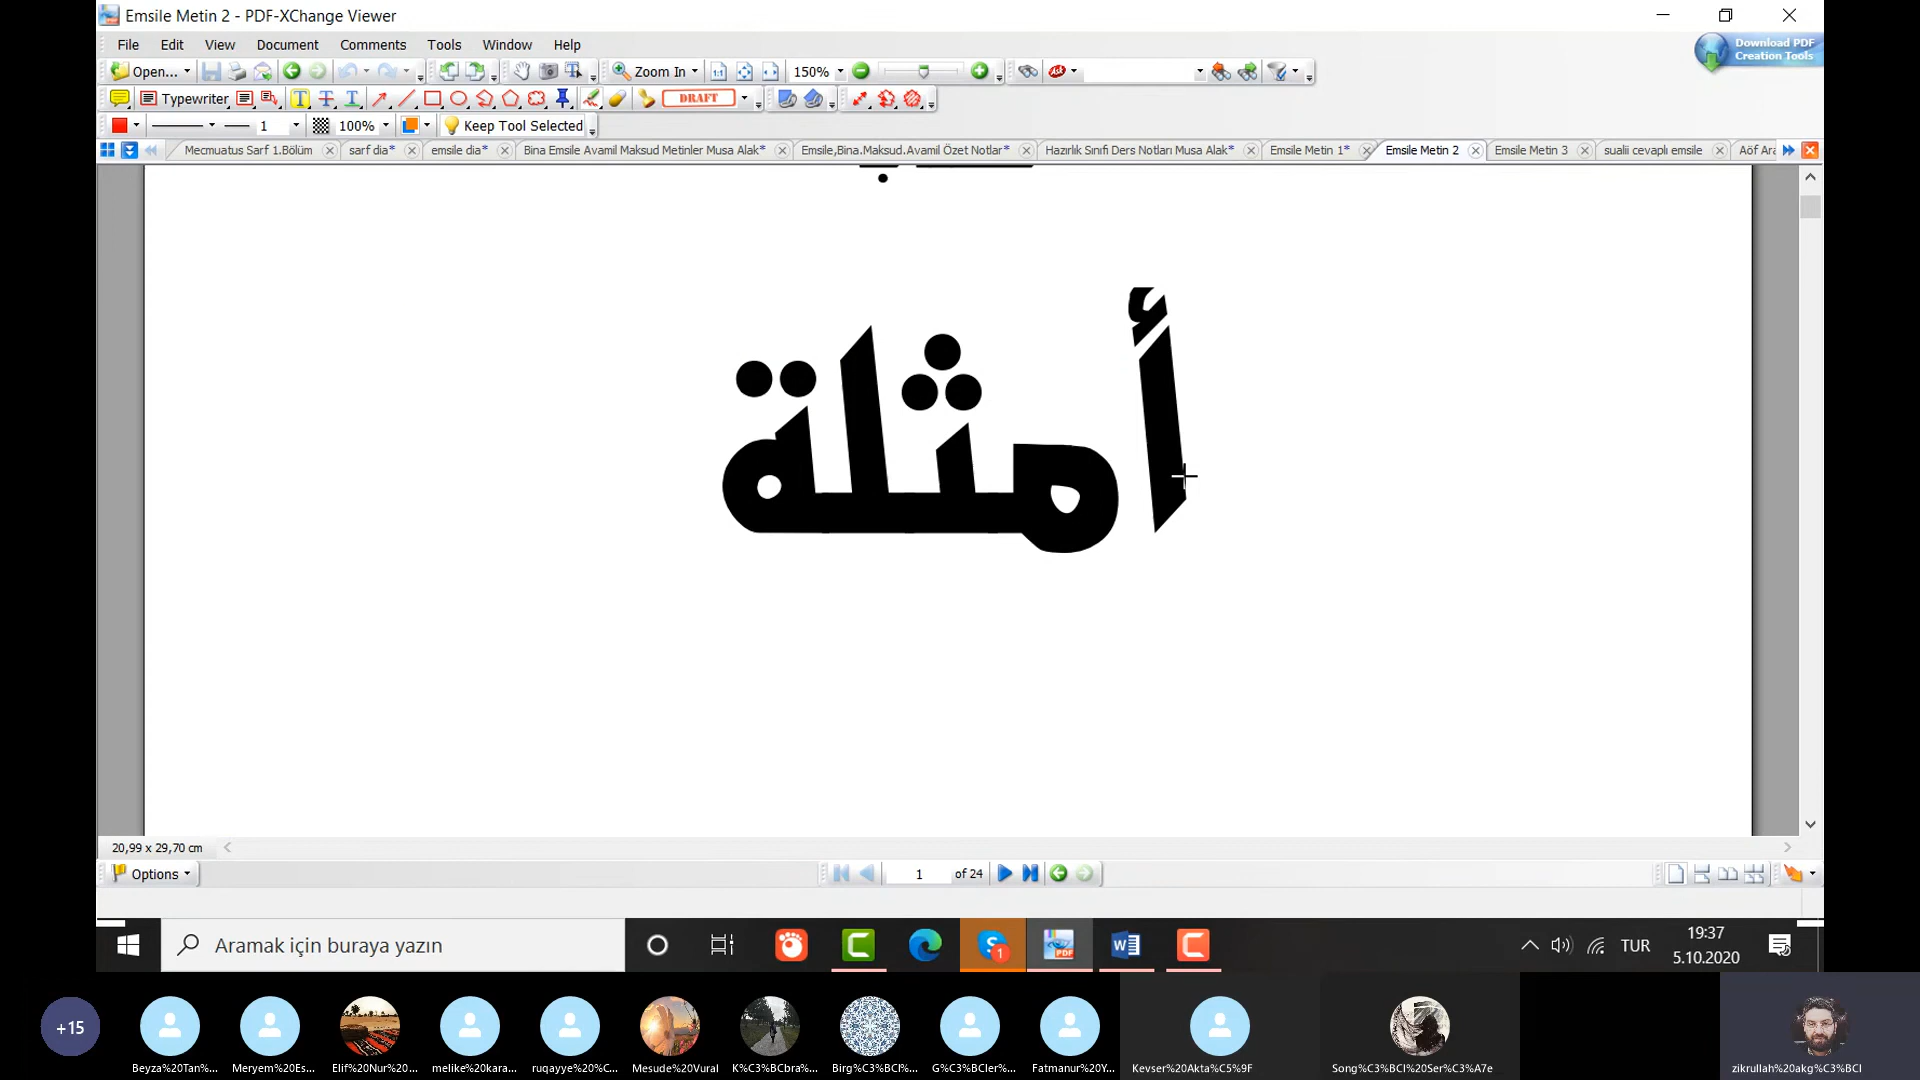 Emsile Metin 2 - PDF-XChange Viewer
File Edit View Document Comments Tools Window Help
Download PDF
Creation Tools
Open... Zoom In 150%
Typewriter DRAFT
1 100% Keep Tool Selected
Mecmuatus Sarf 1.Bölüm sarf dia* emsile dia* Bina Emsile Avamil Maksud Metinler Musa Alak* Emsile,Bina.Maksud.Avamil Özet Notlar* Hazırlık Sınıfı Ders Notları Musa Alak* Emsile Metin 1* Emsile Metin 2 Emsile Metin 3 sualii cevaplı emsile Aöf Ara
أمثلة
20,99 x 29,70 cm
Options 1 of 24
Aramak için buraya yazın
TUR
19:37
5.10.2020
+15
Beyza%20Tan%... Meryem%20Es... Elif%20Nur%20... melike%20kara... ruqayye%20%C... Mesude%20Vural K%C3%BCbra%... Birg%C3%BCl%... G%C3%BCler%... Fatmanur%20Y... Kevser%20Akta%C5%9F Song%C3%BCl%20Ser%C3%A7e zikrullah%20akg%C3%BCl